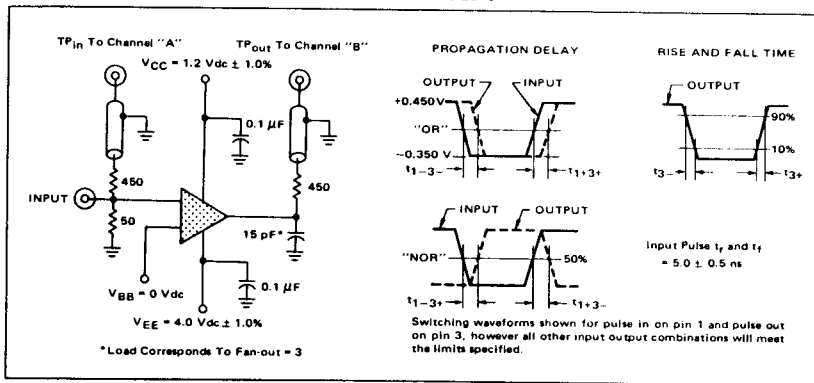 TPin To Channel "A"
TPout To Channel "B"
VCC = 1.2 Vdc ± 1.0%
0.1 µF
450
450
INPUT
50
15 pF*
VBB = 0 Vdc
0.1 µF
VEE = 4.0 Vdc ± 1.0%
*Load Corresponds To Fan-out = 3
PROPAGATION DELAY
OUTPUT
INPUT
+0.450 V
"OR"
-0.350 V
t1-3-
t1+3+
INPUT
OUTPUT
"NOR"
50%
t1-3+
t1+3-
RISE AND FALL TIME
OUTPUT
90%
10%
t3-
t3+
Input Pulse tr and tf
= 5.0 ± 0.5 ns
Switching waveforms shown for pulse in on pin 1 and pulse out
on pin 3, however all other input output combinations will meet
the limits specified.